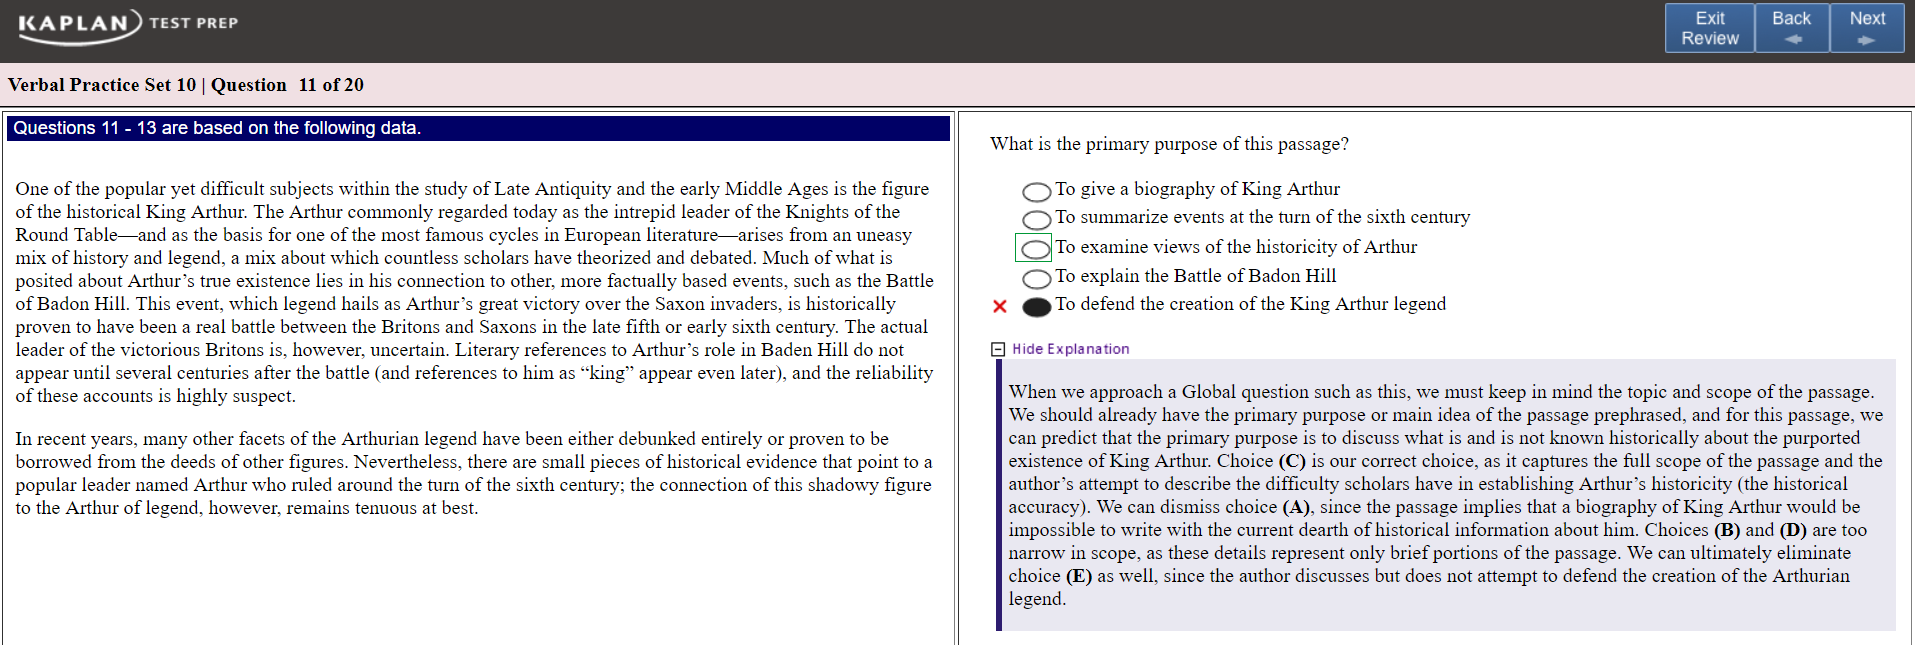 KAPLAN TEST PREP
Exit
Review
Back
Next
Verbal Practice Set 10 | Question 11 of 20
Questions 11 - 13 are based on the following data.
One of the popular yet difficult subjects within the study of Late Antiquity and the early Middle Ages is the figure
of the historical King Arthur. The Arthur commonly regarded today as the intrepid leader of the Knights of the
Round Table—and as the basis for one of the most famous cycles in European literature—arises from an uneasy
mix of history and legend, a mix about which countless scholars have theorized and debated. Much of what is
posited about Arthur's true existence lies in his connection to other, more factually based events, such as the Battle
of Badon Hill. This event, which legend hails as Arthur's great victory over the Saxon invaders, is historically
proven to have been a real battle between the Britons and Saxons in the late fifth or early sixth century. The actual
leader of the victorious Britons is, however, uncertain. Literary references to Arthur's role in Baden Hill do not
appear until several centuries after the battle (and references to him as “king” appear even later), and the reliability
of these accounts is highly suspect.
In recent years, many other facets of the Arthurian legend have been either debunked entirely or proven to be
borrowed from the deeds of other figures. Nevertheless, there are small pieces of historical evidence that point to a
popular leader named Arthur who ruled around the turn of the sixth century; the connection of this shadowy figure
to the Arthur of legend, however, remains tenuous at best.
What is the primary purpose of this passage?
To give a biography of King Arthur
To summarize events at the turn of the sixth century
To examine views of the historicity of Arthur
To explain the Battle of Badon Hill
To defend the creation of the King Arthur legend
Hide Explanation
When we approach a Global question such as this, we must keep in mind the topic and scope of the passage.
We should already have the primary purpose or main idea of the passage prephrased, and for this passage, we
can predict that the primary purpose is to discuss what is and is not known historically about the purported
existence of King Arthur. Choice (C) is our correct choice, as it captures the full scope of the passage and the
author's attempt to describe the difficulty scholars have in establishing Arthur's historicity (the historical
accuracy). We can dismiss choice (A), since the passage implies that a biography of King Arthur would be
impossible to write with the current dearth of historical information about him. Choices (B) and (D) are too
narrow in scope, as these details represent only brief portions of the passage. We can ultimately eliminate
choice (E) as well, since the author discusses but does not attempt to defend the creation of the Arthurian
legend.